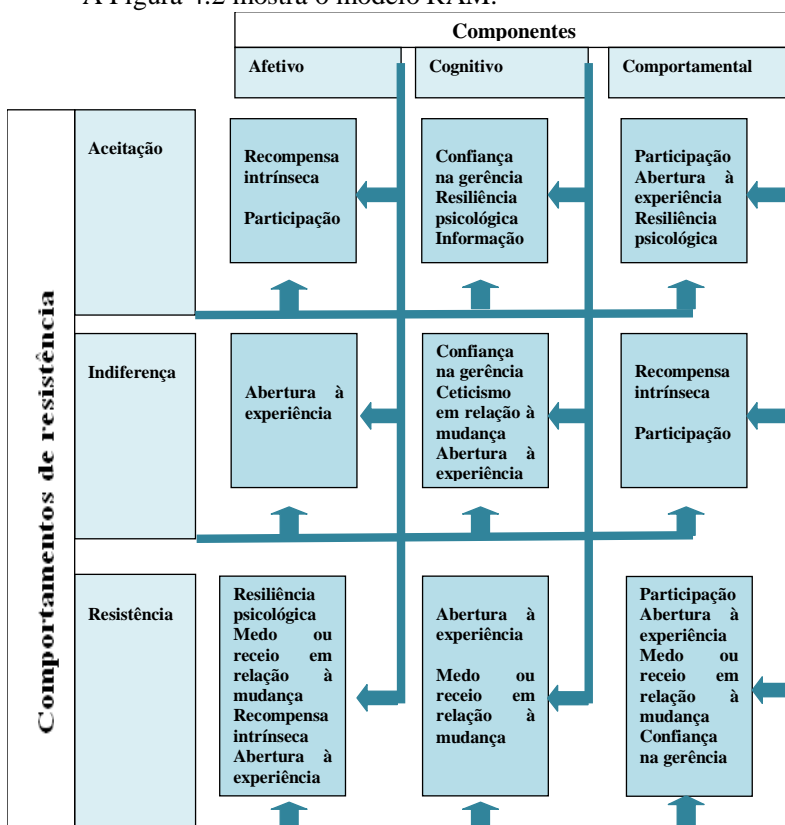 A Figura 4.2 mostra o modelo RAM.
Componentes
Afetivo
Cognitivo
Comportamental
Comportamentos de resistência
Aceitação
Recompensa
intrínseca
Participação
Confiança
na gerência
Resiliência
psicológica
Informação
Participação
Abertura à
experiência
Resiliência
psicológica
Indiferença
Abertura à
experiência
Confiança
na gerência
Ceticismo
em relação à
mudança
Abertura à
experiência
Recompensa
intrínseca
Participação
Resistência
Resiliência
psicológica
Medo ou
receio em
relação à
mudança
Recompensa
intrínseca
Abertura à
experiência
Abertura à
experiência
Medo ou
receio em
relação à
mudança
Participação
Abertura à
experiência
Medo ou
receio em
relação à
mudança
Confiança
na gerência